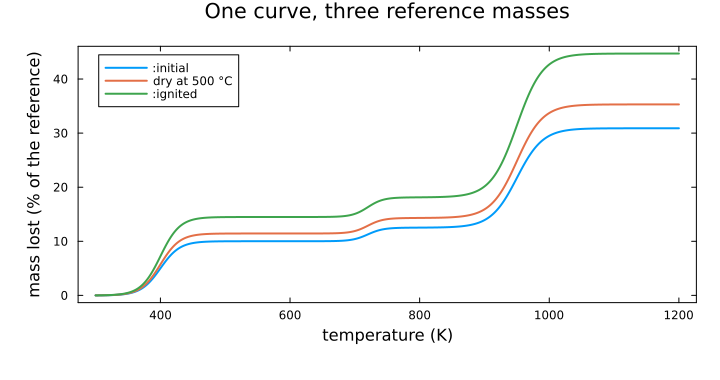 One curve, three reference masses
mass lost (% of the reference)
40
30
20
10
0
:initial
dry at 500 °C
:ignited
400
600
800
1000
1200
temperature (K)